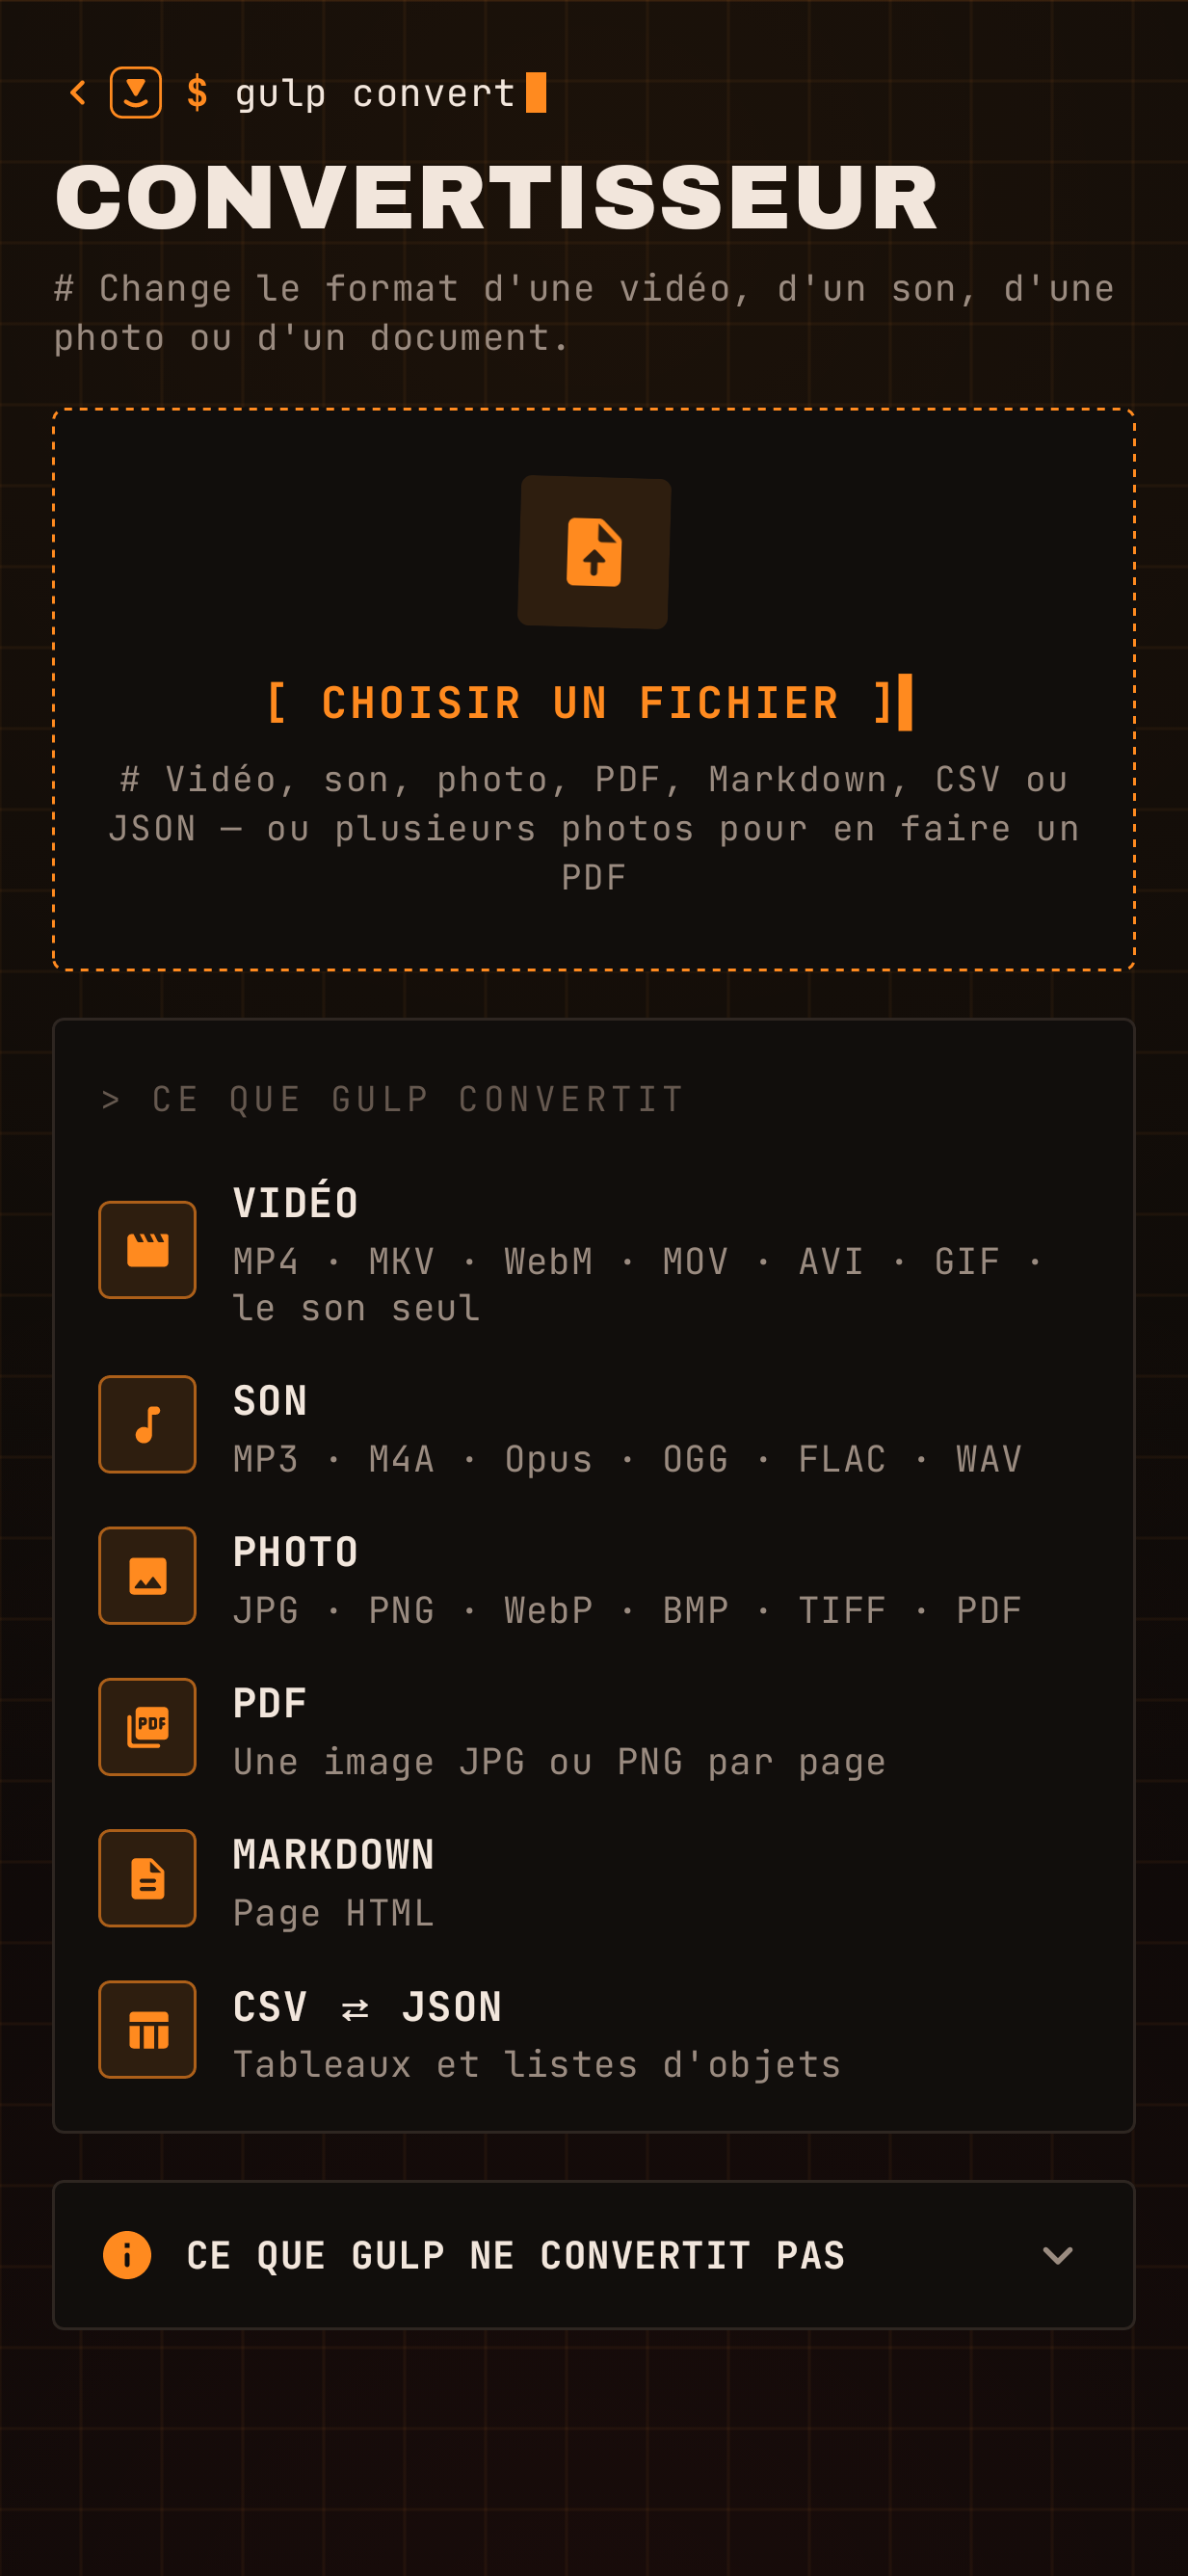 $ gulp convert
CONVERTISSEUR
# Change le format d'une vidéo, d'un son, d'une
photo ou d'un document.
[ CHOISIR UN FICHIER ]
# Vidéo, son, photo, PDF, Markdown, CSV ou
JSON — ou plusieurs photos pour en faire un
PDF
> CE QUE GULP CONVERTIT
VIDÉO
MP4 · MKV · WebM · MOV · AVI · GIF ·
le son seul
SON
MP3 · M4A · Opus · OGG · FLAC · WAV
PHOTO
JPG · PNG · WebP · BMP · TIFF · PDF
PDF
PDF
Une image JPG ou PNG par page
MARKDOWN
Page HTML
CSV ⇄ JSON
Tableaux et listes d'objets
CE QUE GULP NE CONVERTIT PAS